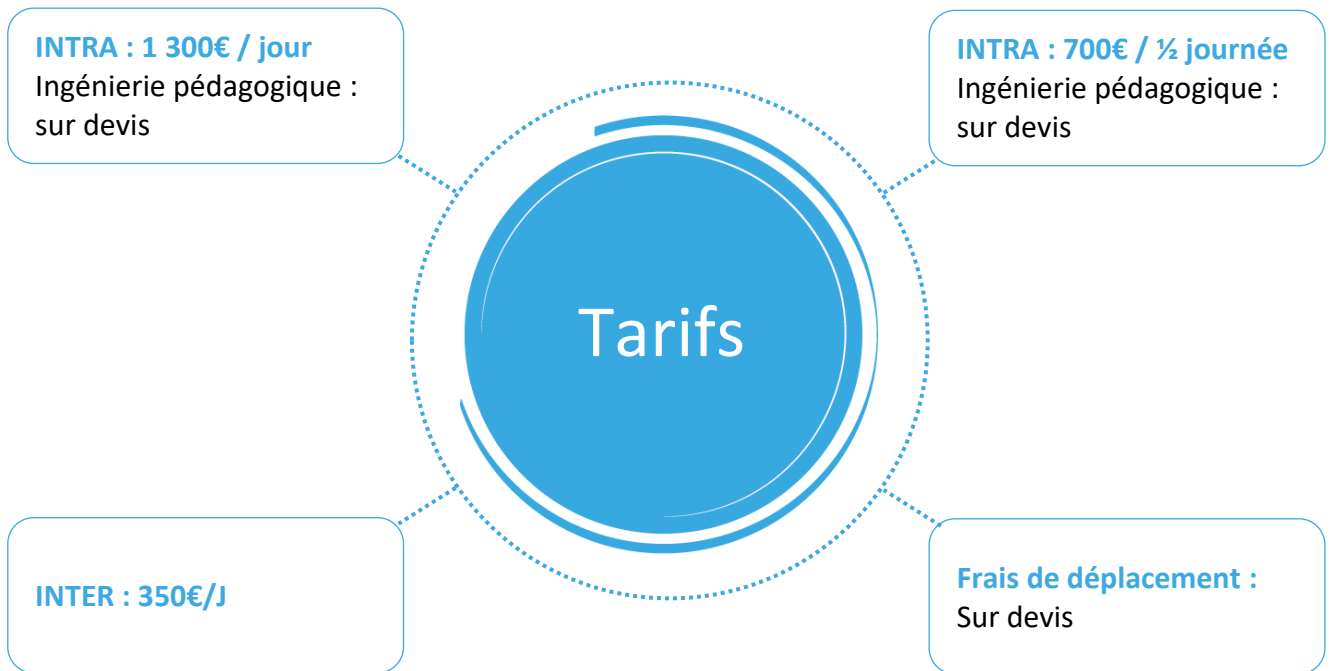 INTRA : 1 300€ / jour
Ingénierie pédagogique :
sur devis
INTRA : 700€ / ½ journée
Ingénierie pédagogique :
sur devis
Tarifs
INTER : 350€/J
Frais de déplacement :
Sur devis